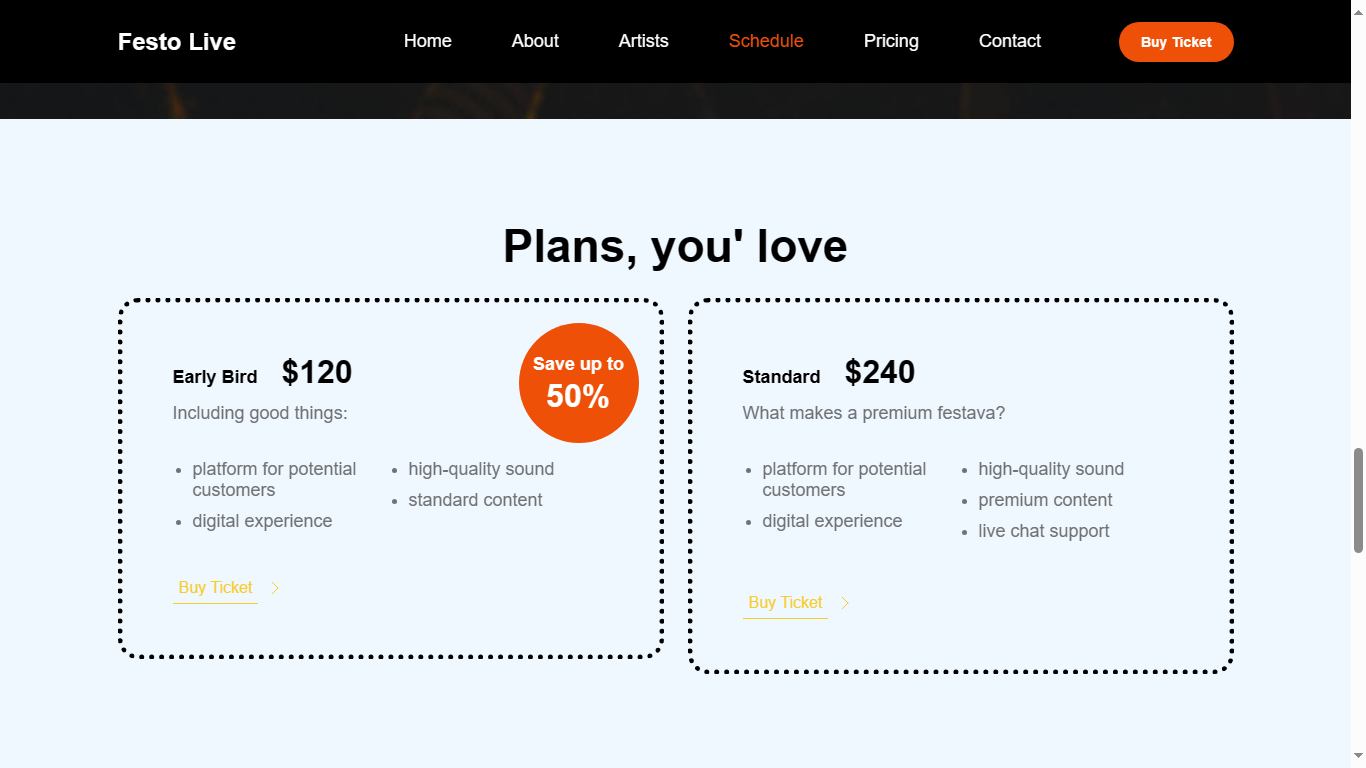 Festo Live
Home
About
Artists
Schedule
Pricing
Contact
Buy Ticket
Plans, you' love
Early Bird $120
Save up to
50%
Including good things:
platform for potential
customers
digital experience
high-quality sound
standard content
Buy Ticket
Standard $240
What makes a premium festava?
platform for potential
customers
digital experience
high-quality sound
premium content
live chat support
Buy Ticket